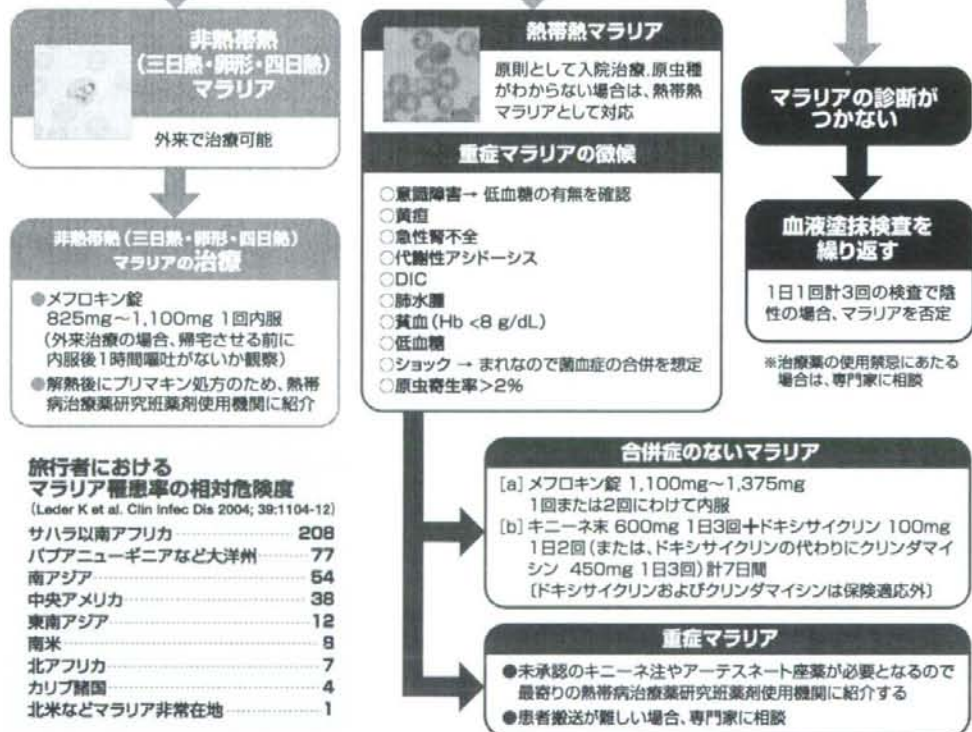 非熱帯熱
(三日熱・卵形・四日熱)
マラリア
外来で治療可能
非熱帯熱(三日熱・卵形・四日熱)
マラリアの治療
●メフロキン錠
825mg～1,100mg 1回内服
(外来治療の場合、帰宅させる前に
内服後1時間嘔吐がないか観察)
●解熱後にプリマキン処方のため、熱帯
病治療薬研究班薬剤使用機関に紹介
旅行者における
マラリア罹患率の相対危険度
(Leder K et al. Clin Infec Dis 2004; 39:1104-12)
サハラ以南アフリカ 208
パプアニューギニアなど大洋州 77
南アジア 54
中央アメリカ 38
東南アジア 12
南米 8
北アフリカ 7
カリブ諸国 4
北米などマラリア非常在地 1
熱帯熱マラリア
原則として入院治療.原虫種
がわからない場合は、熱帯熱
マラリアとして対応
重症マラリアの徴候
○意識障害→ 低血糖の有無を確認
○黄疸
○急性腎不全
○代謝性アシドーシス
○DIC
○肺水腫
○貧血(Hb <8 g/dL)
○低血糖
○ショック → まれなので菌血症の合併を想定
○原虫寄生率>2%
マラリアの診断が
つかない
血液塗抹検査を
繰り返す
1日1回計3回の検査で陰
性の場合、マラリアを否定
※治療薬の使用禁忌にあたる
場合は、専門家に相談
合併症のないマラリア
[a] メフロキン錠 1,100mg～1,375mg
1回または2回にわけて内服
[b] キニーネ末 600mg 1日3回+ドキシサイクリン 100mg
1日2回(または、ドキシサイクリンの代わりにクリンダマイ
シン 450mg 1日3回)計7日間
〔ドキシサイクリンおよびクリンダマイシンは保険適応外〕
重症マラリア
●未承認のキニーネ注やアーテスネート座薬が必要となるので
最寄りの熱帯病治療薬研究班薬剤使用機関に紹介する
●患者搬送が難しい場合、専門家に相談